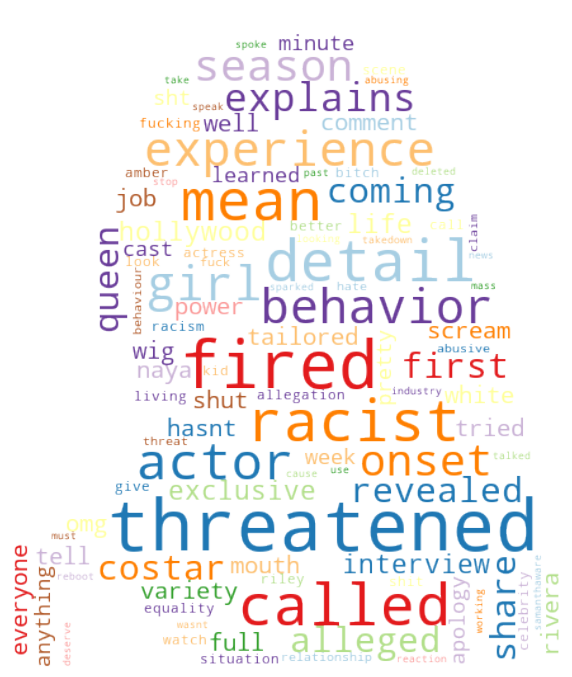 spoke minute
season scene
take abusing
sht speak explains
fucking well comment
experience
amber learned past bitch deleted
stop mean coming
job
hollywood better life call claim
queen cast actress takedown
look fuck detail news
behaviour girl sparked hate mass
power behavior
racism tailored scream
wig fired abusive
naya kid pretty first
living shut allegation industry white
hasnt racist tried
threat week talked
actor cause use onset
give exclusive revealed
must omg threatened
everyone tell costar mouth interview samanthaware
anything reboot variety riley shit share
equality called apology working celebrity rivera
deserve watch wasnt full alleged
situation relationship reaction